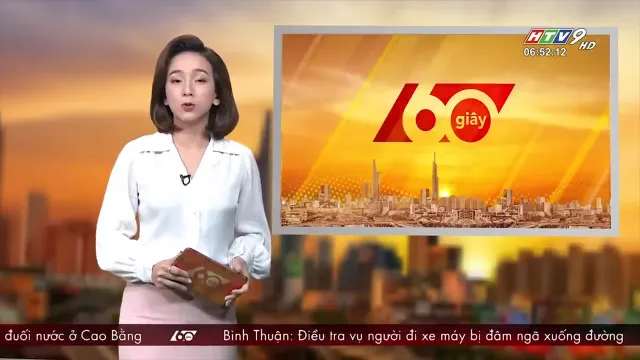 HTV9 HD
06:52:12
60 giây
60
đuối nước ở Cao Bằng 60 Bình Thuận: Điều tra vụ người đi xe máy bị đâm ngã xuống đường